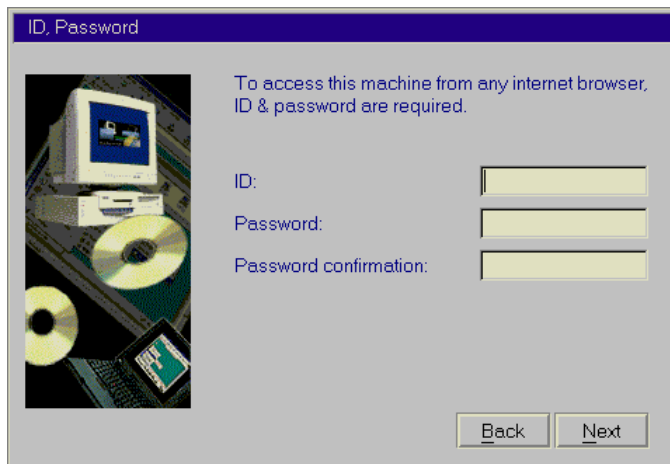 ID, Password
To access this machine from any internet browser,
ID & password are required.
ID:
Password:
Password confirmation:
Back
Next